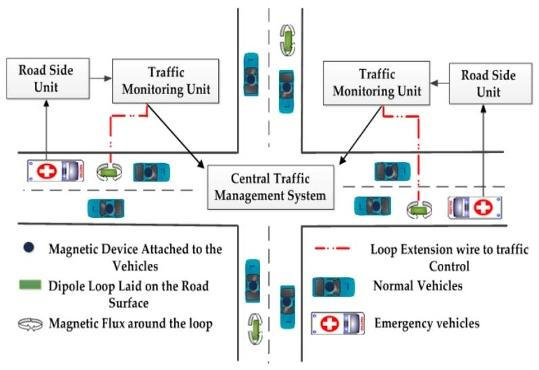 Road Side
Unit
Traffic
Monitoring Unit
Traffic
Monitoring Unit
Road Side
Unit
Central Traffic
Management System
Magnetic Device Attached to the
Vehicles
Dipole Loop Laid on the Road
Surface
Magnetic Flux around the loop
Loop Extension wire to traffic
Control
Normal Vehicles
Emergency vehicles